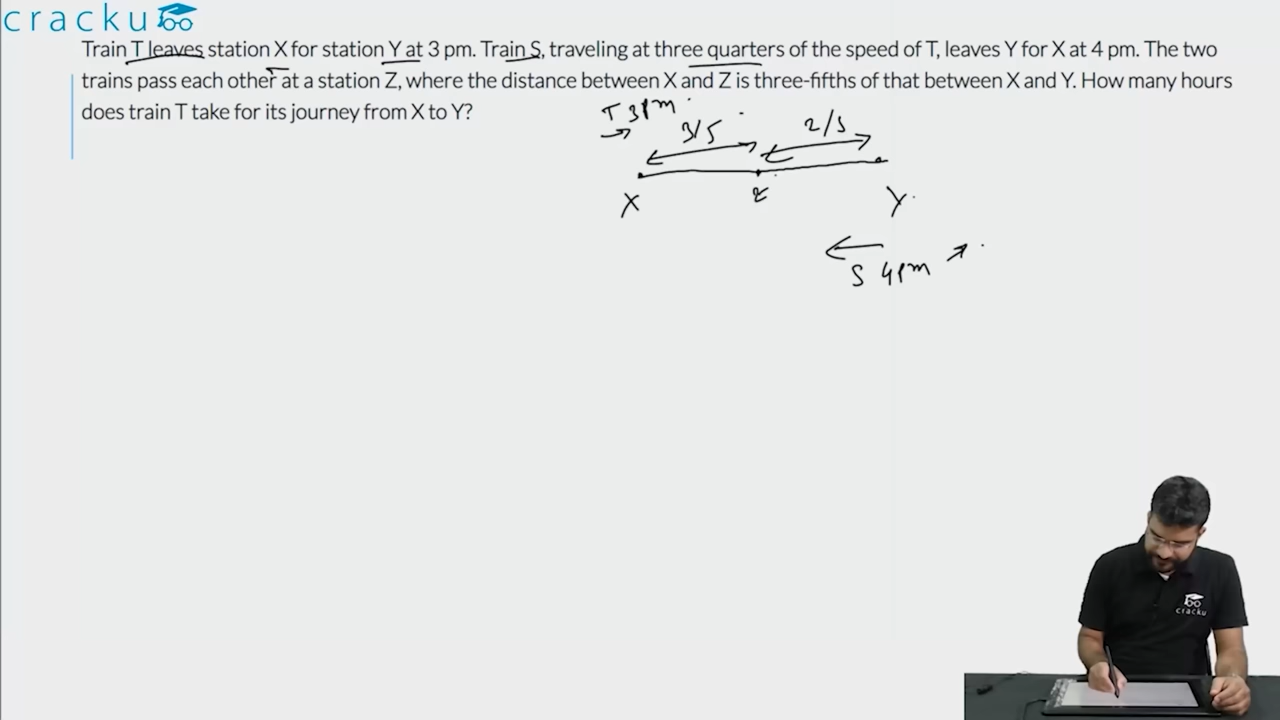 cracku
Train T leaves station X for station Y at 3 pm. Train S, traveling at three quarters of the speed of T, leaves Y for X at 4 pm. The two
trains pass each other at a station Z, where the distance between X and Z is three-fifths of that between X and Y. How many hours
does train T take for its journey from X to Y?
T 3pm
3/5
2/5
X
Z
Y
S 4pm
cracku